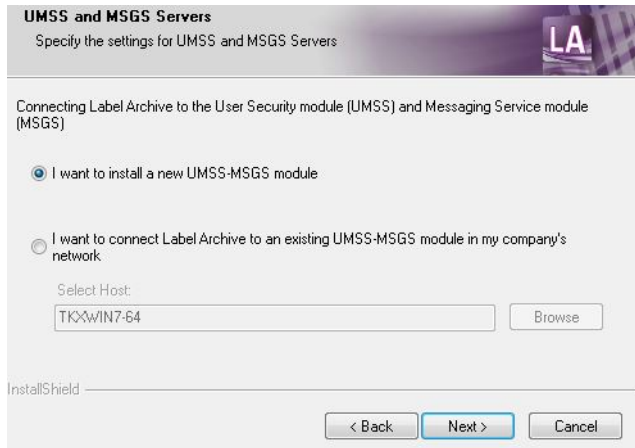 UMSS and MSGS Servers
Specify the settings for UMSS and MSGS Servers
LA
Connecting Label Archive to the User Security module (UMSS) and Messaging Service module
(MSGS)
I want to install a new UMSS-MSGS module
I want to connect Label Archive to an existing UMSS-MSGS module in my company's
network
Select Host:
TKXWIN7-64
Browse
InstallShield
< Back
Next >
Cancel